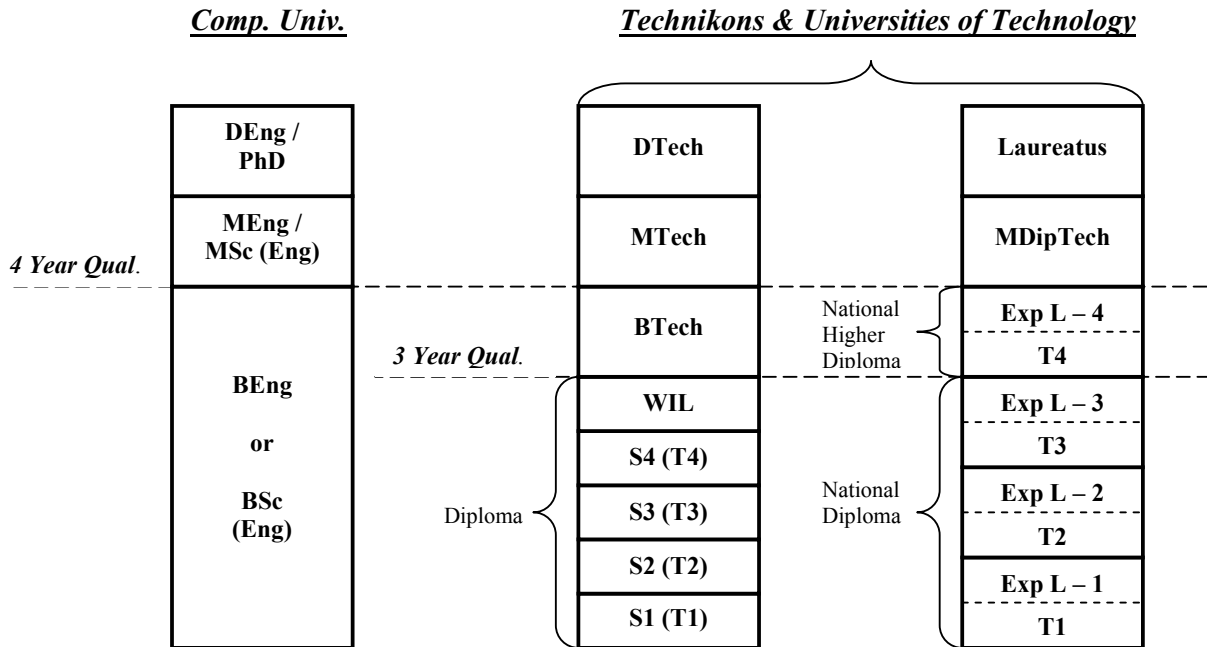 Comp. Univ.
Technikons & Universities of Technology
DEng /
PhD
MEng /
MSc (Eng)
4 Year Qual.
BEng
or
BSc
(Eng)
3 Year Qual.
DTech
MTech
BTech
WIL
S4 (T4)
S3 (T3)
S2 (T2)
S1 (T1)
Diploma
Laureatus
MDipTech
National
Higher
Diploma
Exp L – 4
T4
National
Diploma
Exp L – 3
T3
Exp L – 2
T2
Exp L – 1
T1